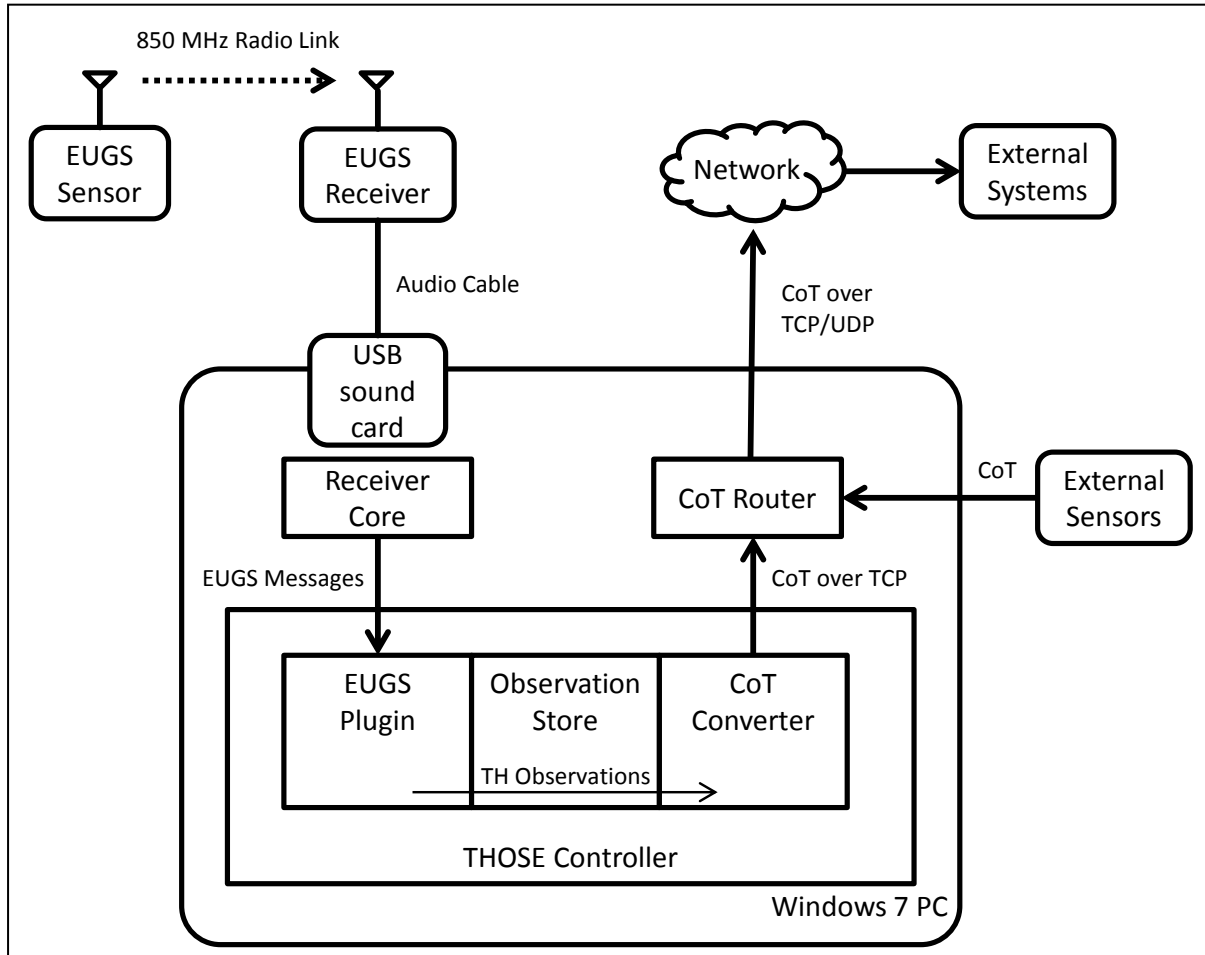 850 MHz Radio Link
EUGS
Sensor
EUGS
Receiver
Network
External
Systems
Audio Cable
CoT over
TCP/UDP
USB
sound
card
Receiver
Core
CoT Router
CoT
External
Sensors
EUGS Messages
CoT over TCP
EUGS
Plugin
Observation
Store
CoT
Converter
TH Observations
THOSE Controller
Windows 7 PC